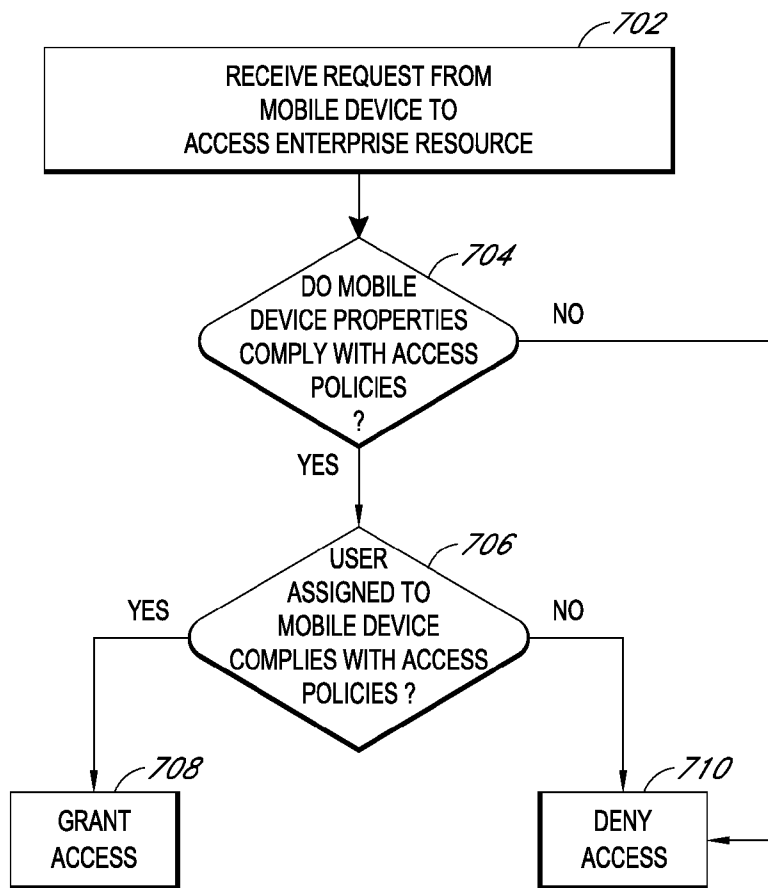 702
RECEIVE REQUEST FROM
MOBILE DEVICE TO
ACCESS ENTERPRISE RESOURCE
704
DO MOBILE
DEVICE PROPERTIES
COMPLY WITH ACCESS
POLICIES
?
NO
YES
706
USER
ASSIGNED TO
MOBILE DEVICE
COMPLIES WITH ACCESS
POLICIES ?
YES
NO
708
GRANT
ACCESS
710
DENY
ACCESS